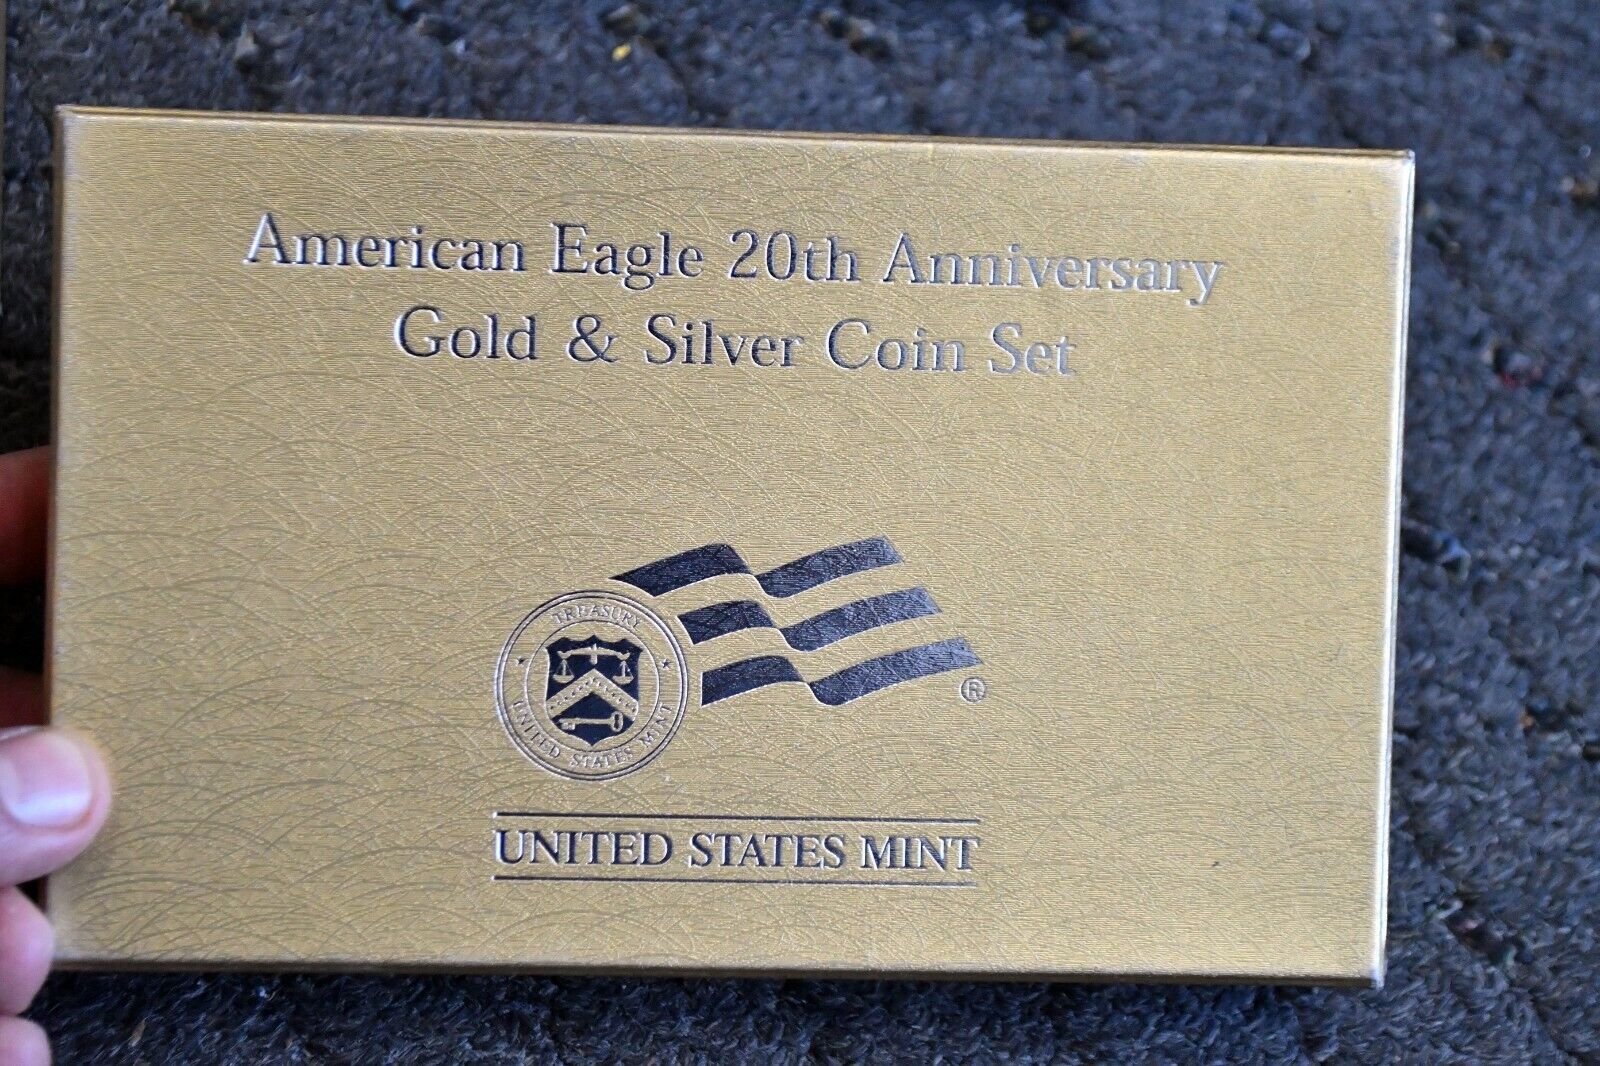 American Eagle 20th Anniversary
Gold & Silver Coin Set
TREASURY
UNITED STATES MINT
®
UNITED STATES MINT